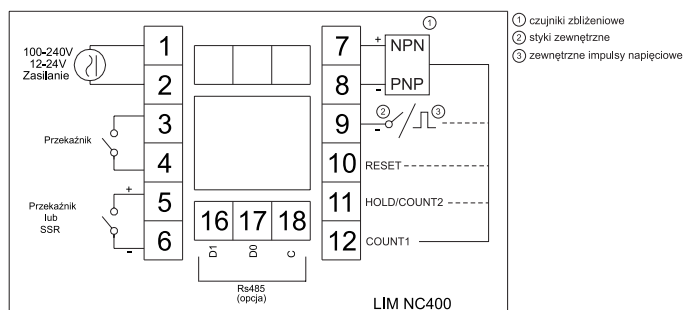 1
2
3
4
5
6
7
8
9
10
11
12
16 17 18
100-240V
12-24V
Zasilanie
Przekaźnik
+
Przekaźnik
lub
SSR
-
D1
D0
C
Rs485
(opcja)
+
NPN
1
-
PNP
2
3
-
RESET
HOLD/COUNT2
COUNT1
LIM NC400
1 czujniki zbliżeniowe
2 styki zewnętrzne
3 zewnętrzne impulsy napięciowe